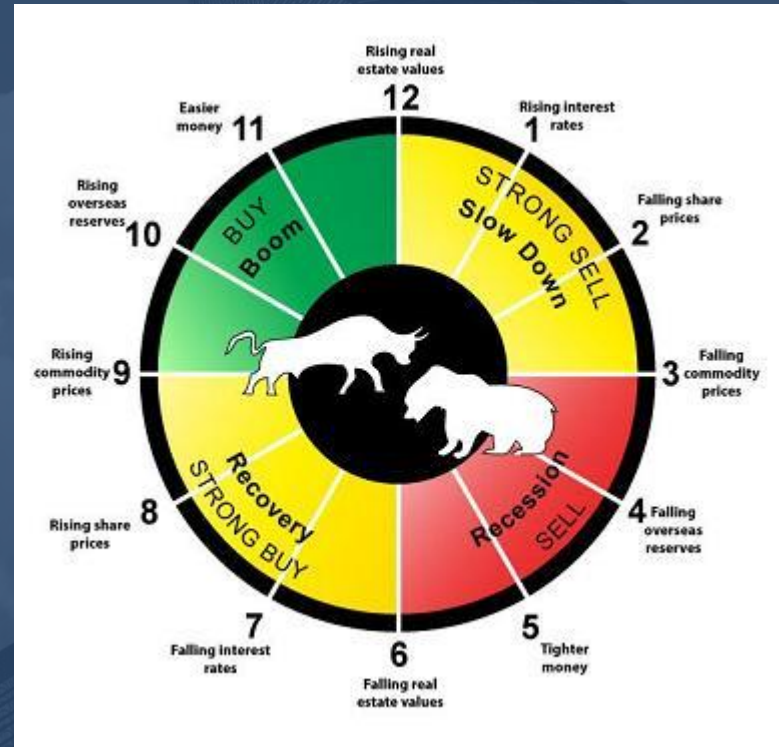 Rising real
estate values
12
Rising interest
rates
1
Falling share
prices
2
Falling
commodity
prices
3
Falling
overseas
reserves
4
Tighter
money
5
Falling real
estate values
6
Falling interest
rates
7
Rising share
prices
8
Rising
commodity
prices
9
Rising
overseas
reserves
10
Easier
money
11
BUY
Boom
STRONG SELL
Slow Down
Recession
SELL
Recovery
STRONG BUY